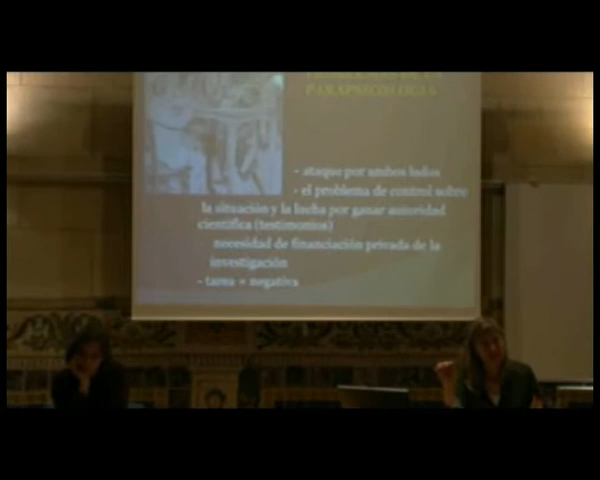 PARAPSICOLOGÍA
- ataque por ambos lados
- el problema de control sobre
la situación y la lucha por ganar autoridad
científica (testimonios)
necesidad de financiación privada de la
investigación
- tarea = negativa